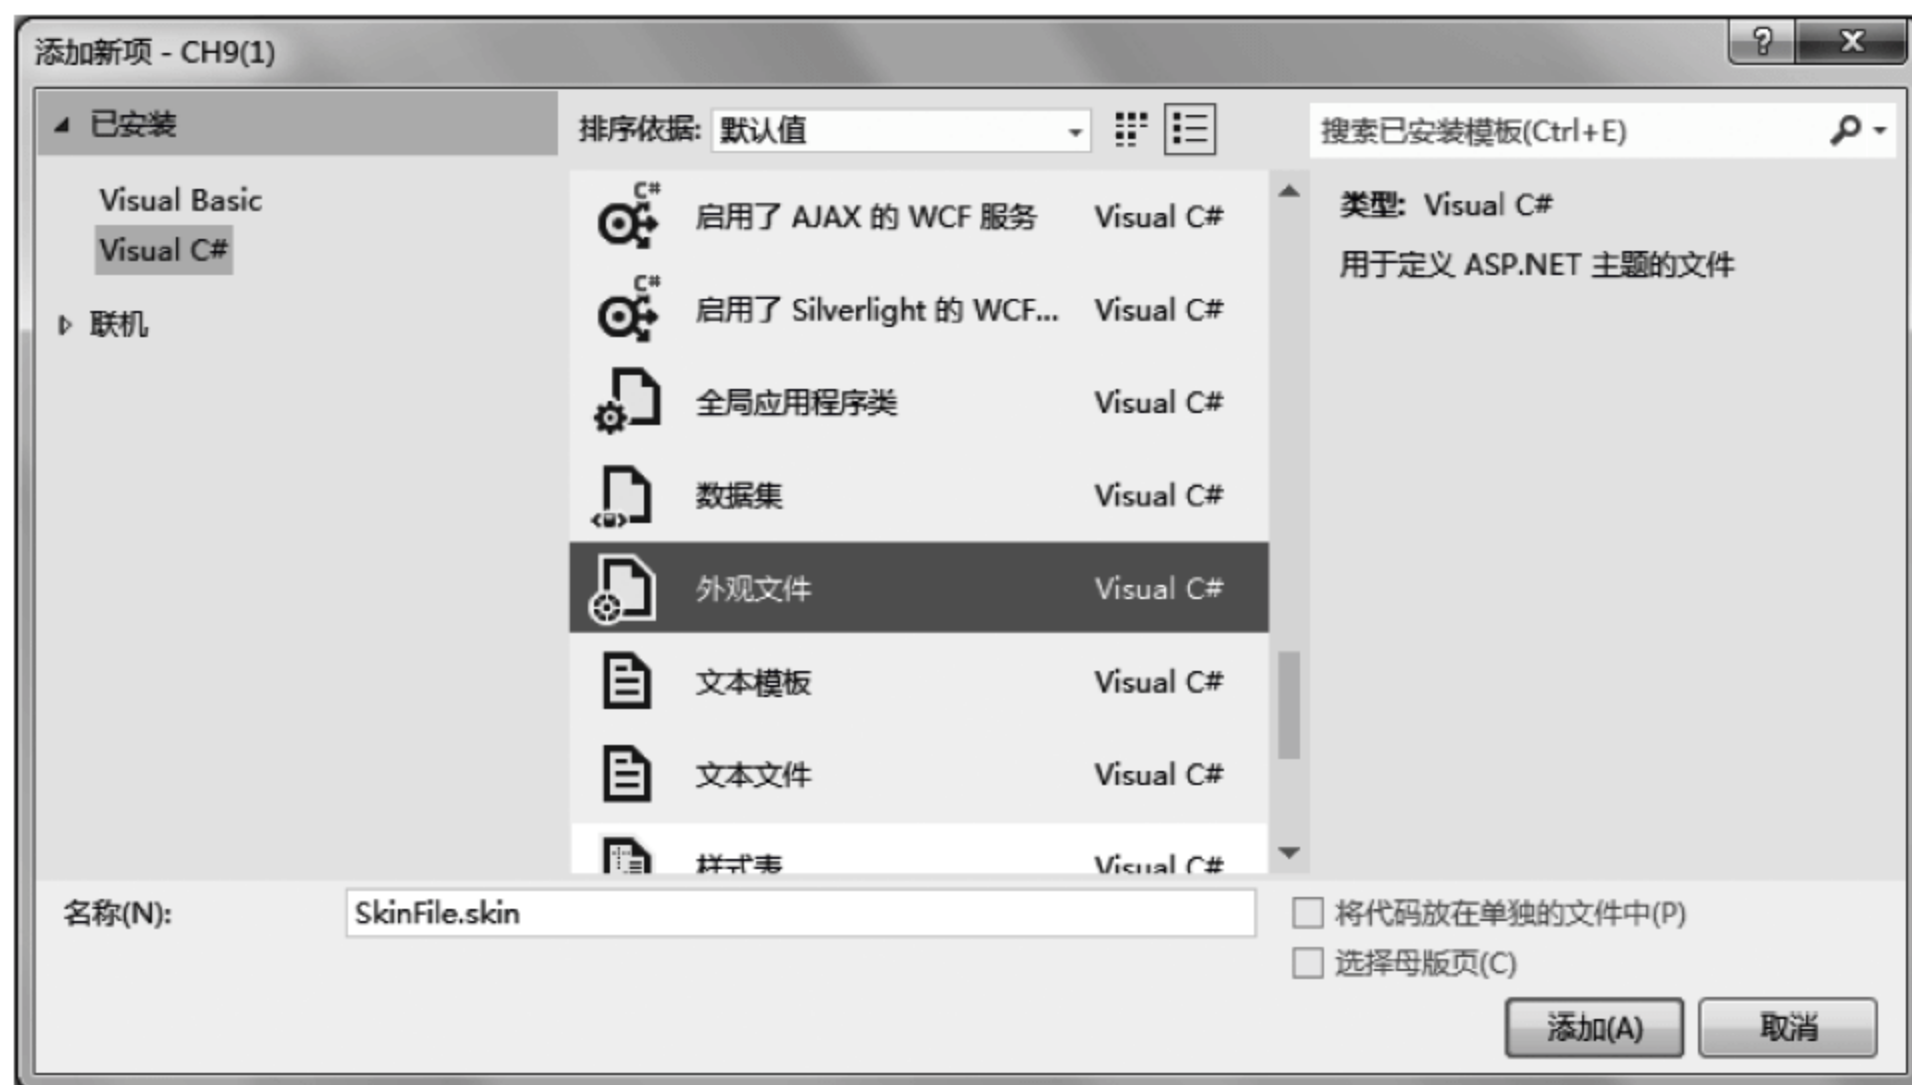 添加新项 - CH9(1)
已安装
Visual Basic
Visual C#
联机
排序依据: 默认值
C#
启用了 AJAX 的 WCF 服务 Visual C#
C#
启用了 Silverlight 的 WCF... Visual C#
全局应用程序类 Visual C#
数据集 Visual C#
外观文件 Visual C#
文本模板 Visual C#
文本文件 Visual C#
样式表 Visual C#
搜索已安装模板(Ctrl+E)
类型: Visual C#
用于定义 ASP.NET 主题的文件
名称(N): SkinFile.skin
将代码放在单独的文件中(P)
选择母版页(C)
添加(A) 取消